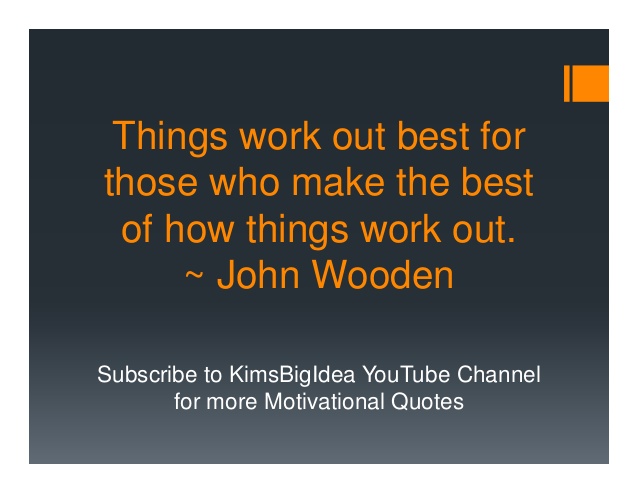 Things work out best for
those who make the best
of how things work out.
~ John Wooden
Subscribe to KimsBigIdea YouTube Channel
for more Motivational Quotes